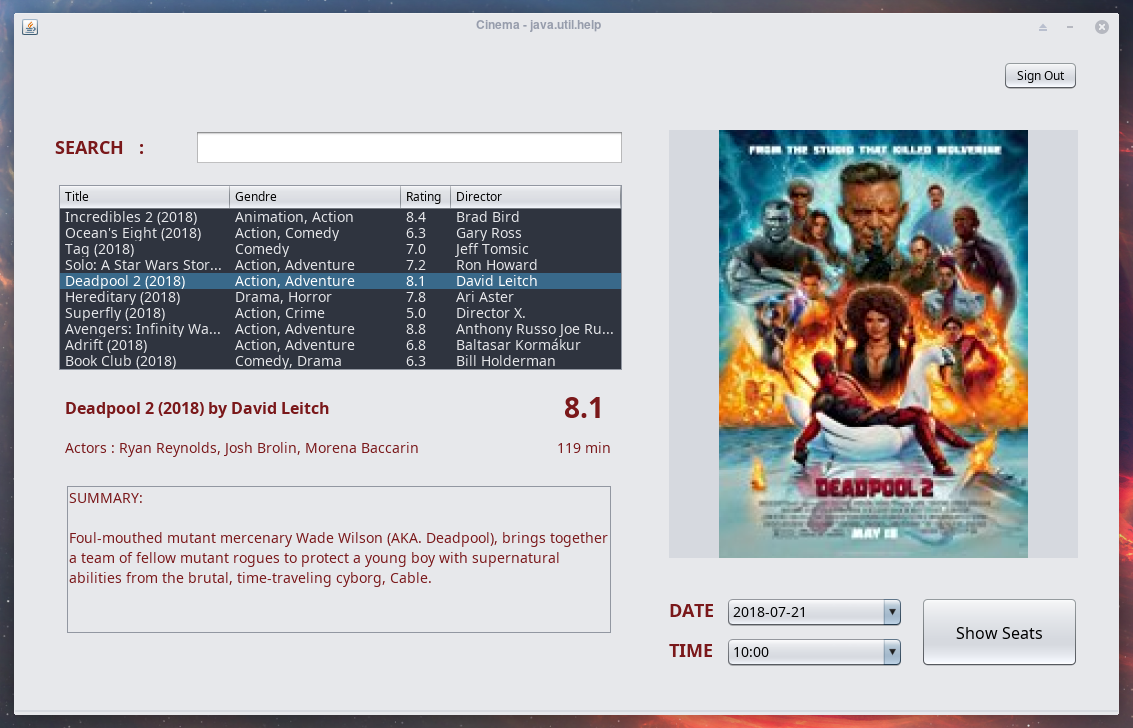 Cinema - java.util.help
Sign Out
SEARCH :
Title Gendre Rating Director
Incredibles 2 (2018) Animation, Action 8.4 Brad Bird
Ocean's Eight (2018) Action, Comedy 6.3 Gary Ross
Tag (2018) Comedy 7.0 Jeff Tomsic
Solo: A Star Wars Stor... Action, Adventure 7.2 Ron Howard
Deadpool 2 (2018) Action, Adventure 8.1 David Leitch
Hereditary (2018) Drama, Horror 7.8 Ari Aster
Superfly (2018) Action, Crime 5.0 Director X.
Avengers: Infinity Wa... Action, Adventure 8.8 Anthony Russo Joe Ru...
Adrift (2018) Action, Adventure 6.8 Baltasar Kormákur
Book Club (2018) Comedy, Drama 6.3 Bill Holderman
Deadpool 2 (2018) by David Leitch 8.1
Actors : Ryan Reynolds, Josh Brolin, Morena Baccarin 119 min
SUMMARY:
Foul-mouthed mutant mercenary Wade Wilson (AKA. Deadpool), brings together
a team of fellow mutant rogues to protect a young boy with supernatural
abilities from the brutal, time-traveling cyborg, Cable.
FROM THE STUDIO THAT KILLED WOLVERINE
DEADPOOL 2
MAY 18
DATE 2018-07-21
TIME 10:00
Show Seats